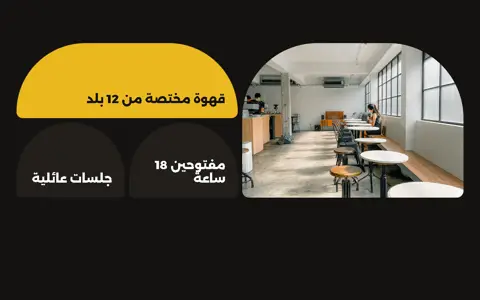 قهوة مختصة من 12 بلد
مفتوحين 18
ساعة
جلسات عائلية